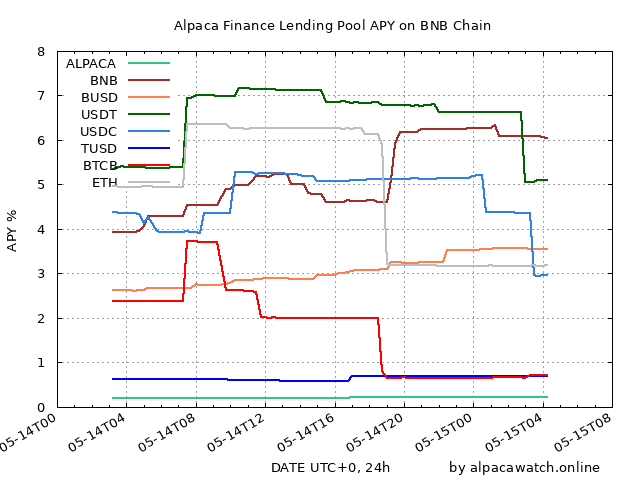 Alpaca Finance Lending Pool APY on BNB Chain
8
7
6
5
4
3
2
1
0
APY %
ALPACA
BNB
BUSD
USDT
USDC
TUSD
BTCB
ETH
05-14T00
05-14T04
05-14T08
05-14T12
05-14T16
05-14T20
05-15T00
05-15T04
05-15T08
DATE UTC+0, 24h
by alpacawatch.online